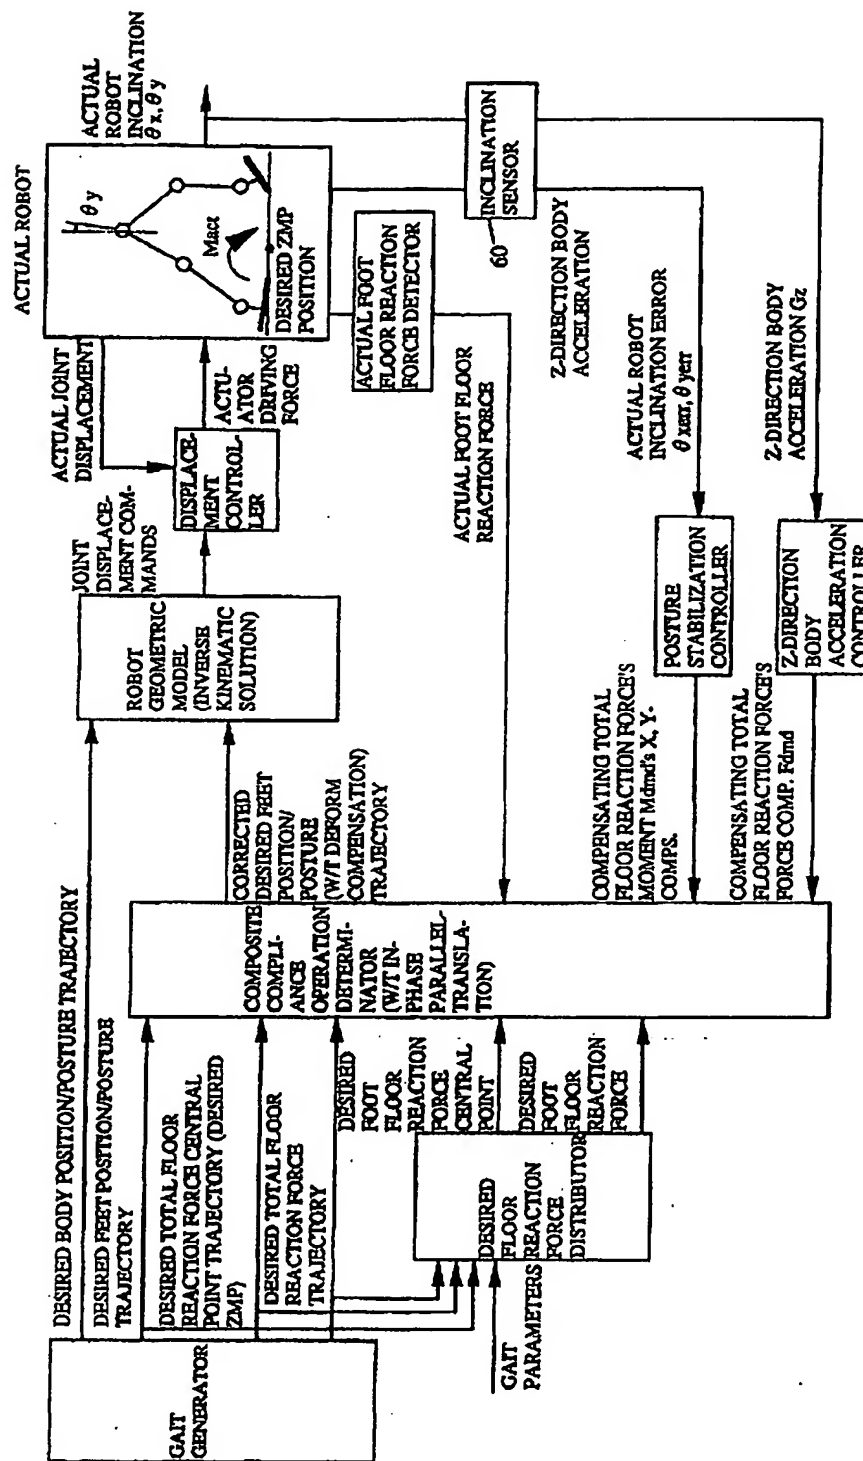 GAIT
GENERATOR
DESIRED BODY POSITION/POSTURE TRAJECTORY
DESIRED FEET POSITION/POSTURE
TRAJECTORY
DESIRED TOTAL FLOOR
REACTION FORCE CENTRAL
POINT TRAJECTORY (DESIRED
ZMP)
DESIRED TOTAL FLOOR
REACTION FORCE
TRAJECTORY
GAIT
PARAMETERS
DESIRED
FLOOR
REACTION
FORCE
DISTRIBUTOR
DESIRED
FOOT
FLOOR
REACTION
FORCE
CENTRAL
POINT
DESIRED
FOOT
FLOOR
REACTION
FORCE
COMPOSITE
COMPLI-
ANCE
OPERATION
DETERMI-
NATOR
(W/T IN-
PHASE
PARALLEL-
TRANSLA-
TION)
CORRECTED
DESIRED FEET
POSITION/
POSTURE
(W/T DEFORM
COMPENSATION)
TRAJECTORY
ROBOT
GEOMETRIC
MODEL
(INVERSE
KINEMATIC
SOLUTION)
JOINT
DISPLACE-
MENT COM-
MANDS
DISPLACE-
MENT
CONTROL-
LER
ACTUAL JOINT
DISPLACEMENT
ACTU-
ATOR
DRIVING
FORCE
ACTUAL ROBOT
θy
Mact
DESIRED ZMP
POSITION
ACTUAL
ROBOT
INCLINATION
θx, θy
ACTUAL FOOT
FLOOR REACTION
FORCE DETECTOR
ACTUAL FOOT FLOOR
REACTION FORCE
INCLINATION
SENSOR
60
Z-DIRECTION BODY
ACCELERATION
ACTUAL ROBOT
INCLINATION ERROR
θxerr, θyerr
Z-DIRECTION BODY
ACCELERATION Gz
POSTURE
STABILIZATION
CONTROLLER
Z-DIRECTION
BODY
ACCELERATION
CONTROLLER
COMPENSATING TOTAL
FLOOR REACTION FORCE'S
MOMENT Mdmd's X, Y-
COMPS.
COMPENSATING TOTAL
FLOOR REACTION FORCE'S
FORCE COMP. Fdmd